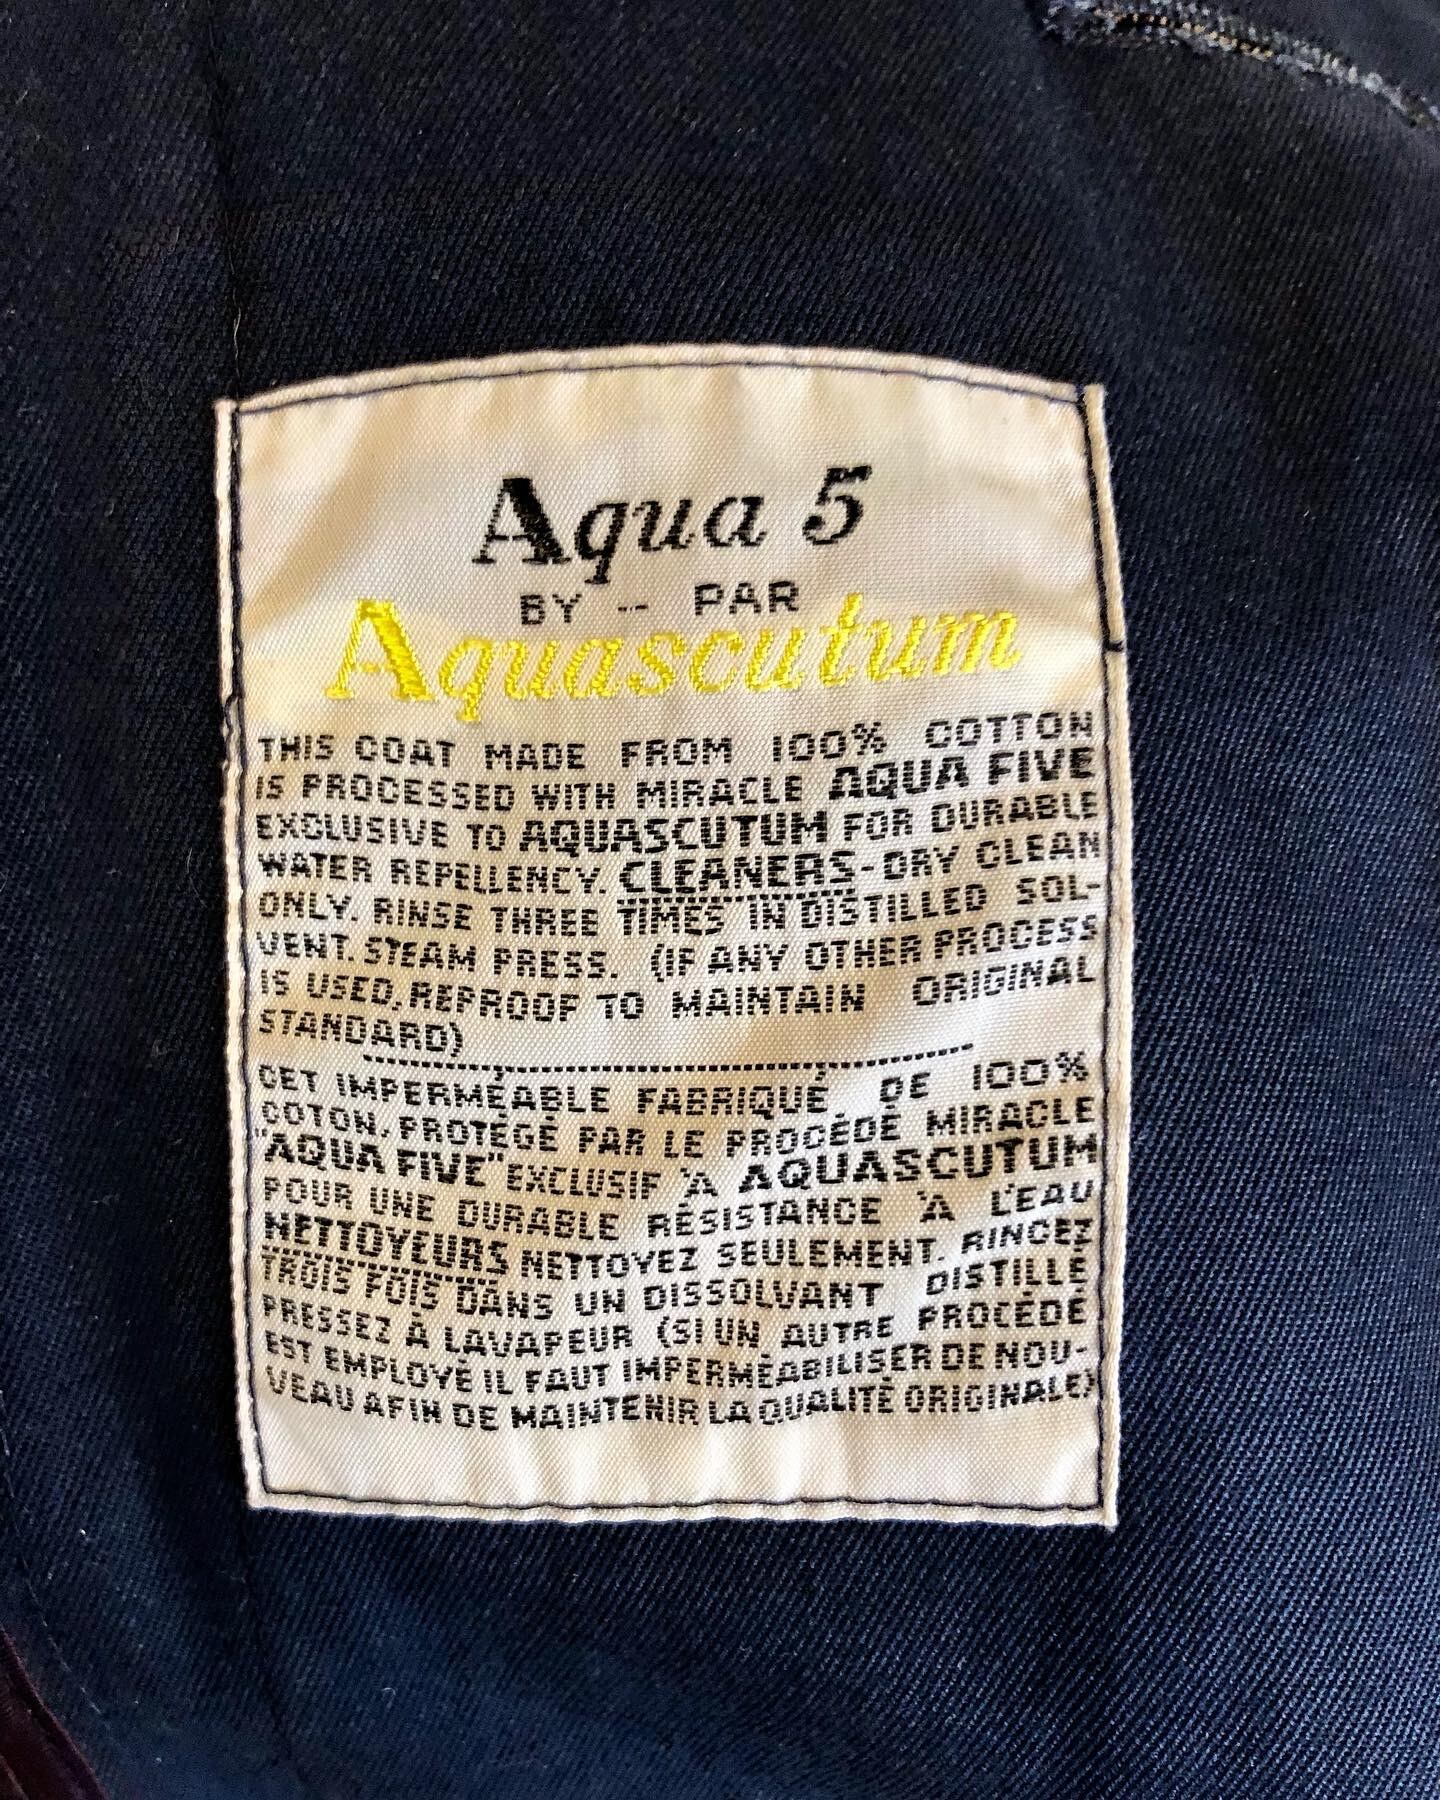 Aqua 5
BY -- PAR
Aquascutum
THIS COAT MADE FROM 100% COTTON
IS PROCESSED WITH MIRACLE AQUA FIVE
EXCLUSIVE TO AQUASCUTUM FOR DURABLE
WATER REPELLENCY. CLEANERS-DRY CLEAN
ONLY. RINSE THREE TIMES IN DISTILLED SOL-
VENT. STEAM PRESS. (IF ANY OTHER PROCESS
IS USED, REPROOF TO MAINTAIN ORIGINAL
STANDARD)
CET IMPERMÉABLE FABRIQUÉ DE 100%
COTON, PROTÉGÉ PAR LE PROCÉDÉ MIRACLE
"AQUA FIVE" EXCLUSIF À AQUASCUTUM
POUR UNE DURABLE RÉSISTANCE À L'EAU
NETTOYEURS NETTOYEZ SEULEMENT. RINCEZ
TROIS FOIS DANS UN DISSOLVANT DISTILLÉ
PRESSEZ À LAVAPEUR (SI UN AUTRE PROCÉDÉ
EST EMPLOYÉ IL FAUT IMPERMÉABILISER DE NOU-
VEAU AFIN DE MAINTENIR LA QUALITÉ ORIGINALE)